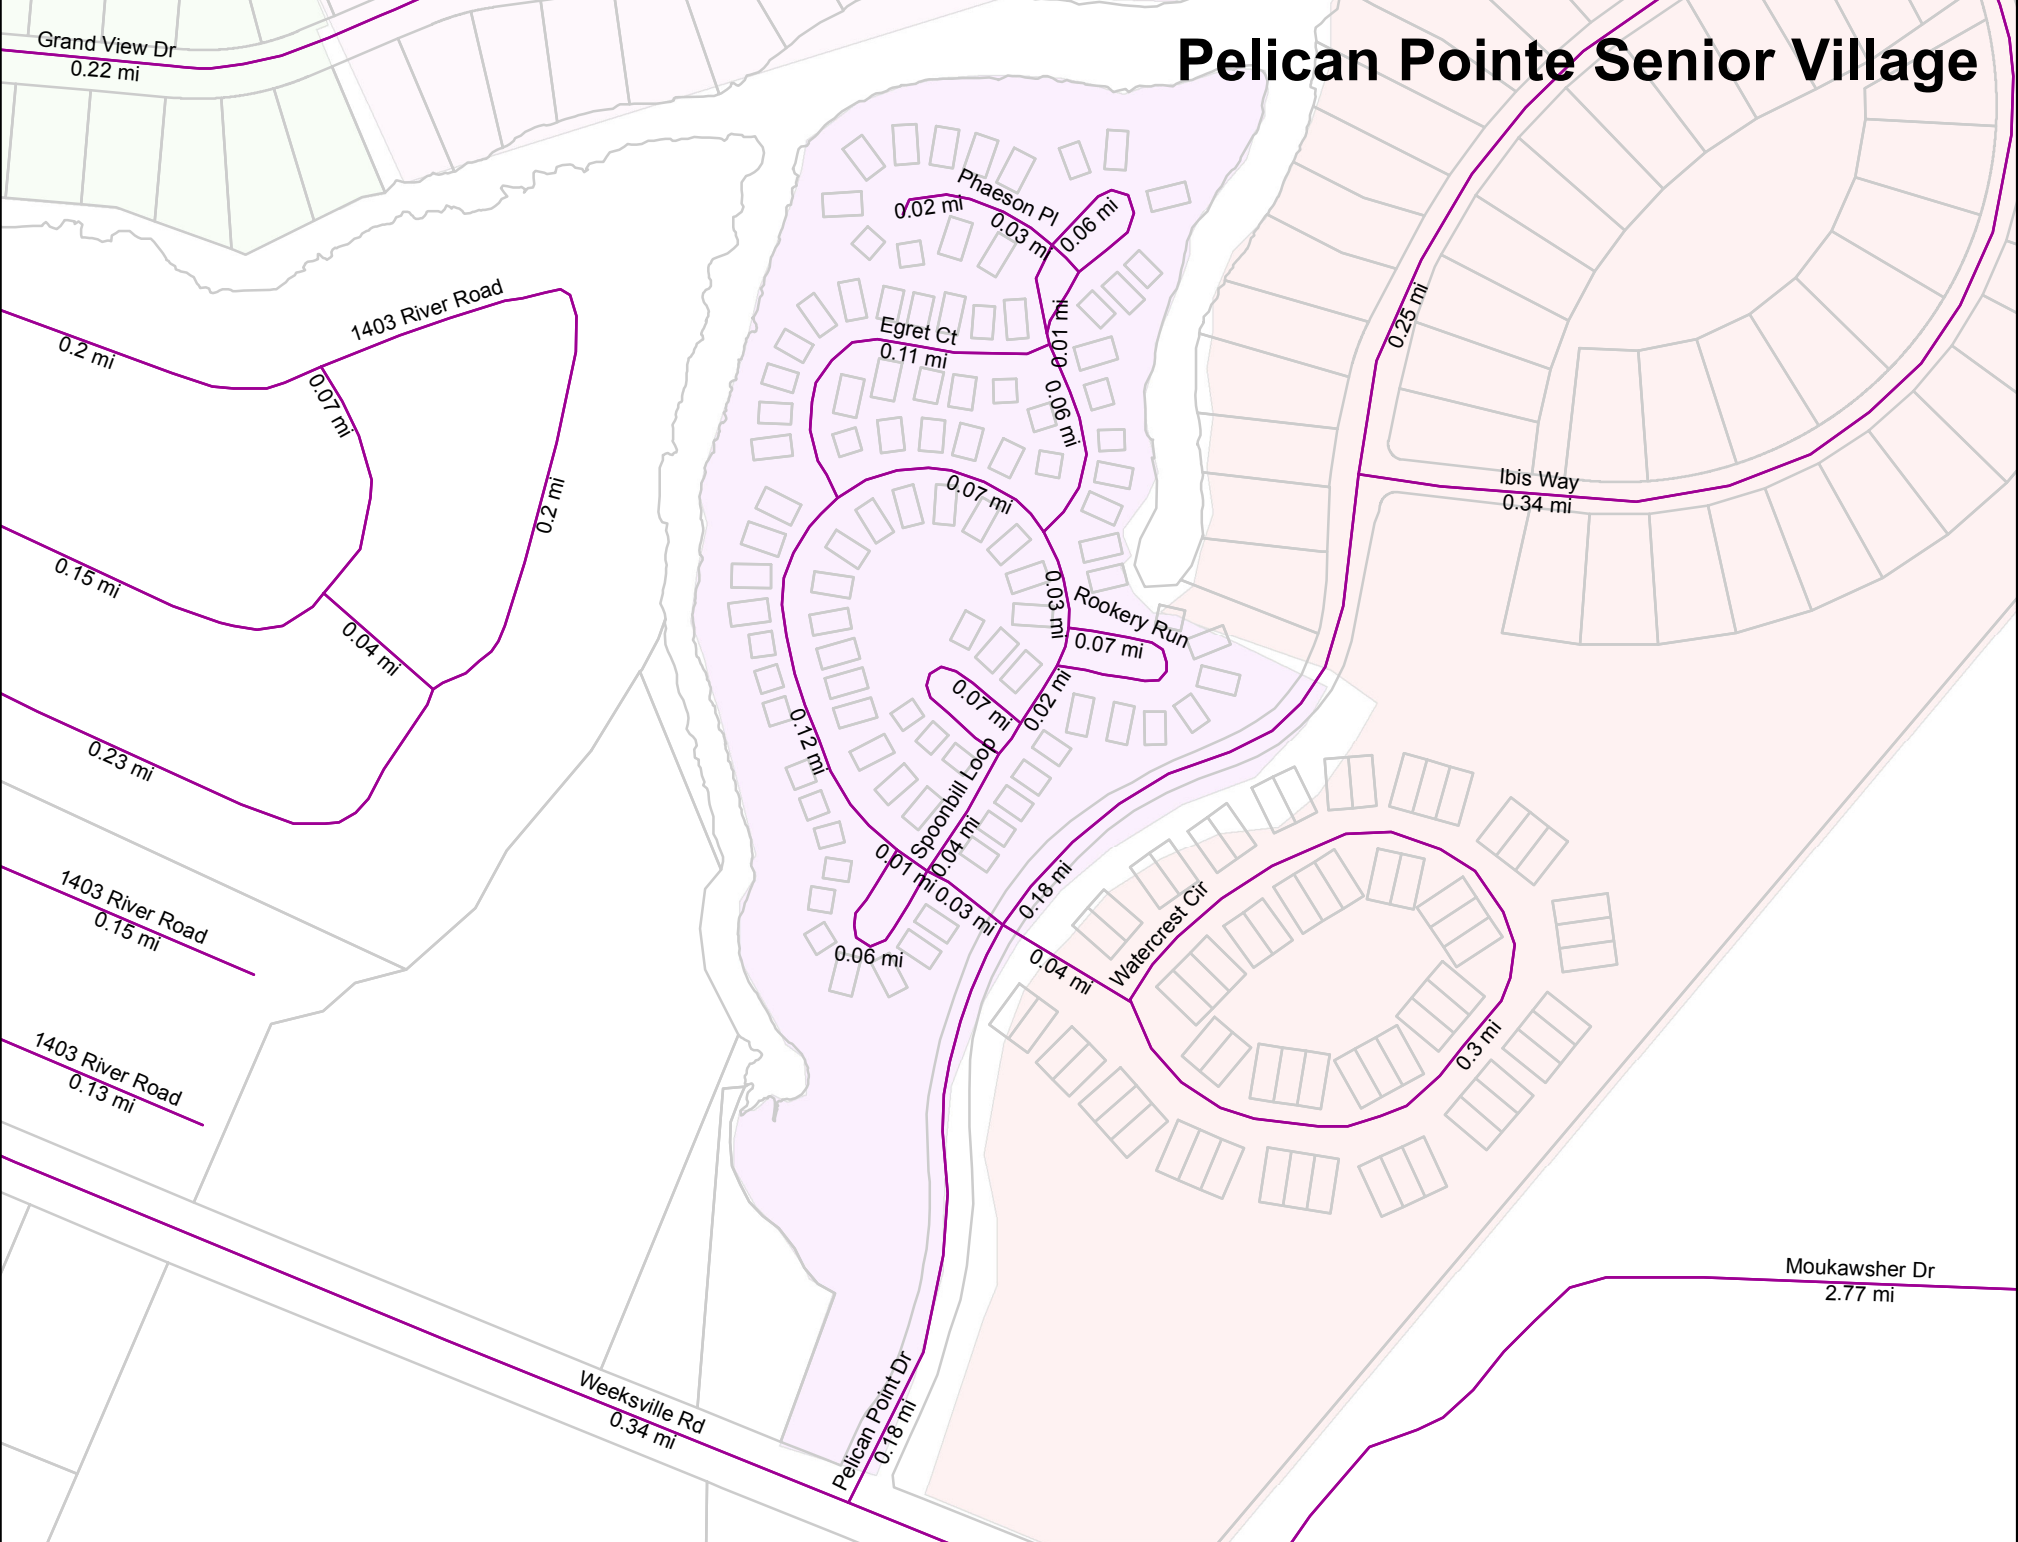 Pelican Pointe Senior Village
Grand View Dr
0.22 mi
Phaeson Pl
0.02 mi
0.03 mi
0.06 mi
1403 River Road
0.2 mi
0.07 mi
0.2 mi
Egret Ct
0.11 mi
0.01 mi
0.06 mi
0.25 mi
Ibis Way
0.34 mi
0.07 mi
0.15 mi
0.04 mi
0.03 mi
Rookery Run
0.07 mi
0.02 mi
0.07 mi
0.12 mi
0.23 mi
Spoonbill Loop
0.04 mi
0.01 mi
0.03 mi
0.18 mi
0.06 mi
0.04 mi
Watercrest Cir
0.3 mi
1403 River Road
0.15 mi
1403 River Road
0.13 mi
Moukawsher Dr
2.77 mi
Weeksville Rd
0.34 mi
Pelican Point Dr
0.18 mi